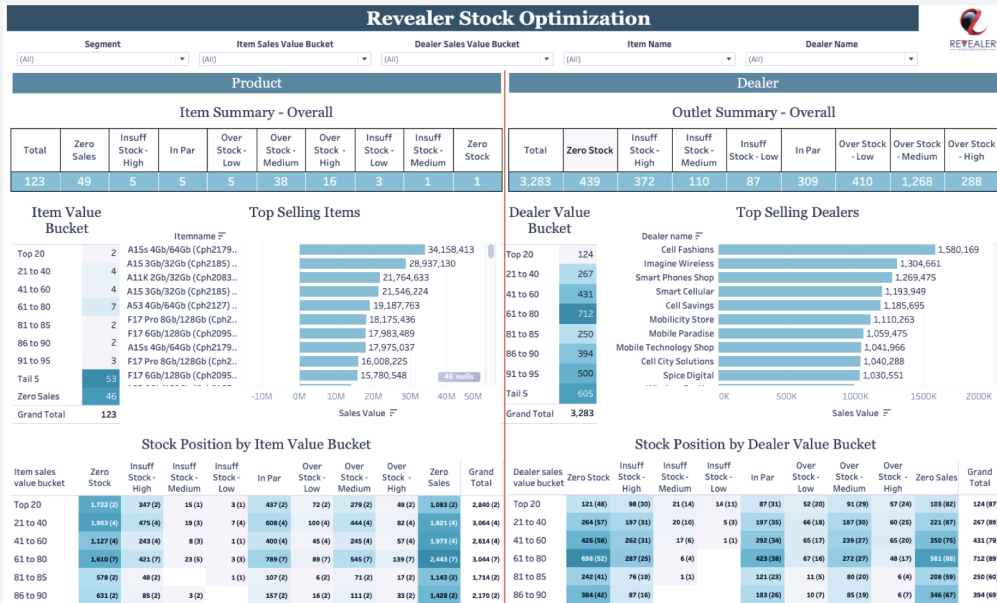 Revealer Stock Optimization
REVEALER
Segment Item Sales Value Bucket Dealer Sales Value Bucket Item Name Dealer Name
(All) (All) (All) (All) (All)
Product
Item Summary - Overall
Total Zero Sales Insuff Stock - High In Par Over Stock - Low Over Stock - Medium Over Stock - High Insuff Stock - Low Insuff Stock - Medium Zero Stock
123 49 5 5 5 38 16 3 1 1
Item Value Bucket
Top 20 2
21 to 40 4
41 to 60 4
61 to 80 7
81 to 85 2
86 to 90 2
91 to 95 3
Tail 5 53
Zero Sales 46
Grand Total 123
Top Selling Items
Itemname
A15s 4Gb/64Gb (Cph2179.. 34,158,413
A15 3Gb/32Gb (Cph2185) .. 28,937,130
A11K 2Gb/32Gb (Cph2083.. 21,764,633
A15 3Gb/32Gb (Cph2185) .. 21,546,224
A53 4Gb/64Gb (Cph2127) .. 19,187,763
F17 Pro 8Gb/128Gb (Cph2.. 18,175,436
F17 6Gb/128Gb (Cph2095.. 17,983,489
A15s 4Gb/64Gb (Cph2179.. 17,975,037
F17 Pro 8Gb/128Gb (Cph2.. 16,008,225
F17 6Gb/128Gb (Cph2095.. 15,780,548
46 nulls
-10M 0M 10M 20M 30M 40M 50M
Sales Value
Stock Position by Item Value Bucket
Item sales value bucket Zero Stock Insuff Stock - High Insuff Stock - Medium Insuff Stock - Low In Par Over Stock - Low Over Stock - Medium Over Stock - High Zero Sales Grand Total
Top 20 1,722 (2) 347 (2) 15 (1) 3 (1) 437 (2) 72 (2) 279 (2) 49 (2) 1,083 (2) 2,840 (2)
21 to 40 1,983 (4) 475 (4) 19 (3) 7 (4) 608 (4) 100 (4) 444 (4) 82 (4) 1,821 (4) 3,064 (4)
41 to 60 1,127 (4) 243 (4) 8 (3) 1 (1) 400 (4) 45 (4) 245 (4) 57 (4) 1,973 (4) 2,614 (4)
61 to 80 1,610 (7) 421 (7) 23 (5) 3 (3) 789 (7) 89 (7) 545 (7) 139 (7) 2,443 (7) 3,044 (7)
81 to 85 578 (2) 48 (2) 1 (1) 107 (2) 6 (2) 71 (2) 17 (2) 1,143 (2) 1,714 (2)
86 to 90 631 (2) 85 (2) 3 (2) 157 (2) 16 (2) 111 (2) 33 (2) 1,428 (2) 2,170 (2)
Dealer
Outlet Summary - Overall
Total Zero Stock Insuff Stock - High Insuff Stock - Medium Insuff Stock - Low In Par Over Stock - Low Over Stock - Medium Over Stock - High
3,283 439 372 110 87 309 410 1,268 288
Dealer Value Bucket
Top 20 124
21 to 40 267
41 to 60 431
61 to 80 712
81 to 85 250
86 to 90 394
91 to 95 500
Tail 5 605
Grand Total 3,283
Top Selling Dealers
Dealer name
Cell Fashions 1,580,169
Imagine Wireless 1,304,661
Smart Phones Shop 1,269,475
Smart Cellular 1,193,949
Cell Savings 1,185,695
Mobilicity Store 1,110,263
Mobile Paradise 1,059,475
Mobile Technology Shop 1,041,966
Cell City Solutions 1,040,288
Spice Digital 1,030,551
0K 500K 1000K 1500K 2000K
Sales Value
Stock Position by Dealer Value Bucket
Dealer sales value bucket Zero Stock Insuff Stock - High Insuff Stock - Medium Insuff Stock - Low In Par Over Stock - Low Over Stock - Medium Over Stock - High Zero Sales Grand Total
Top 20 121 (48) 98 (30) 21 (14) 14 (11) 87 (31) 52 (20) 91 (29) 57 (24) 103 (82) 124 (87
21 to 40 264 (57) 197 (31) 20 (10) 5 (3) 197 (35) 66 (18) 187 (30) 60 (25) 221 (87) 267 (89
41 to 60 426 (58) 262 (31) 17 (6) 1 (1) 292 (34) 65 (17) 239 (27) 65 (20) 350 (75) 431 (79
61 to 80 698 (52) 287 (25) 6 (4) 423 (38) 67 (16) 272 (27) 48 (17) 581 (88) 712 (89
81 to 85 242 (41) 76 (19) 1 (1) 121 (23) 11 (5) 80 (20) 6 (4) 208 (59) 250 (60
86 to 90 384 (42) 87 (16) 183 (26) 10 (7) 85 (19) 6 (2) 346 (67) 394 (69